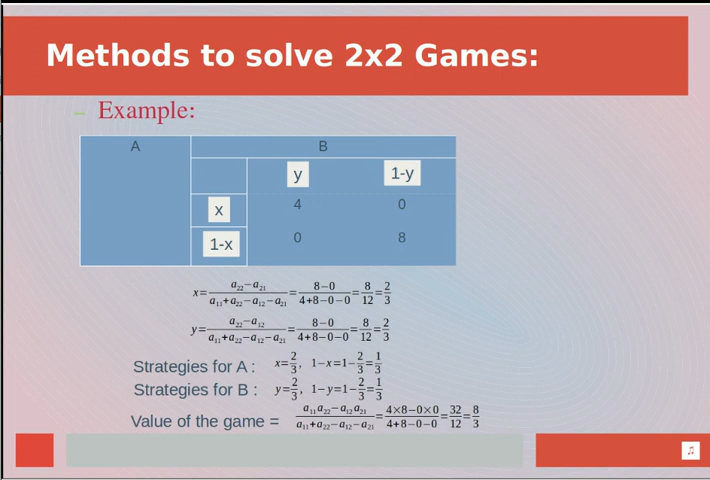 Methods to solve 2x2 Games:
– Example:
A B
y 1-y
x 4 0
1-x 0 8
x = (a₂₂−a₂₁)/(a₁₁+a₂₂−a₁₂−a₂₁) = (8−0)/(4+8−0−0) = 8/12 = 2/3
y = (a₂₂−a₁₂)/(a₁₁+a₂₂−a₁₂−a₂₁) = (8−0)/(4+8−0−0) = 8/12 = 2/3
Strategies for A : x=2/3, 1−x=1−2/3=1/3
Strategies for B : y=2/3, 1−y=1−2/3=1/3
Value of the game = (a₁₁a₂₂−a₁₂a₂₁)/(a₁₁+a₂₂−a₁₂−a₂₁) = (4×8−0×0)/(4+8−0−0) = 32/12 = 8/3